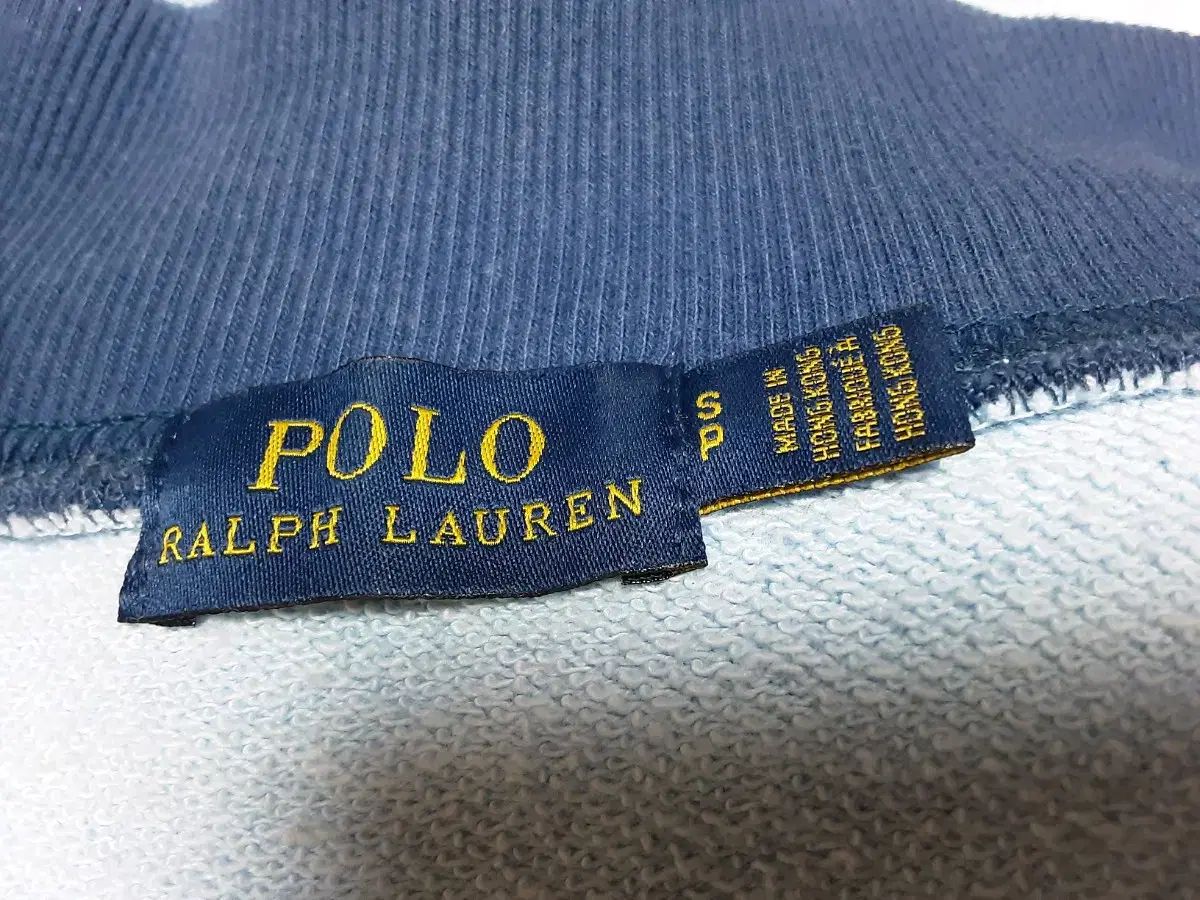 POLO
RALPH LAUREN
S
P
MADE IN
HONG KONG
FABRIQUÉ À
HONG KONG